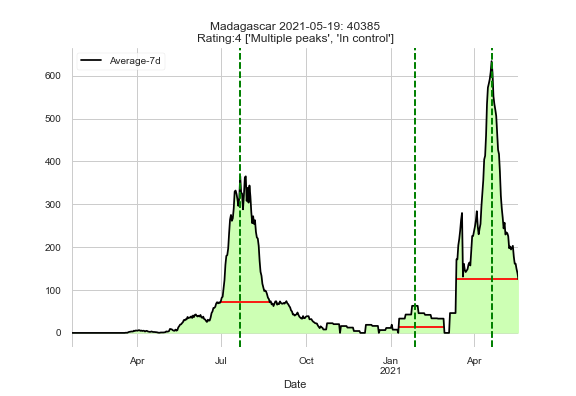 Madagascar 2021-05-19: 40385
Rating:4 ['Multiple peaks', 'In control']
Average-7d
600
500
400
300
200
100
0
Apr
Jul
Oct
Jan
2021
Apr
Date